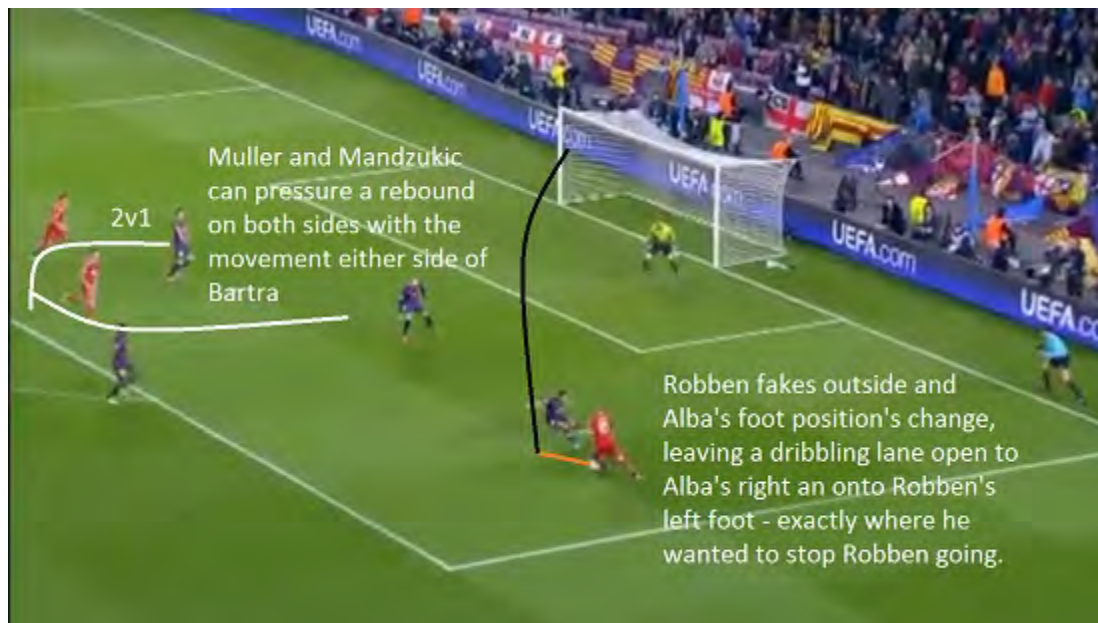 UEFA.com
UEFA.com
UEFA.com
UEFA.com
UEFA.com
UEFA.co
Muller and Mandzukic
can pressure a rebound
on both sides with the
movement either side of
Bartra
2v1
Robben fakes outside and
Alba's foot position's change,
leaving a dribbling lane open to
Alba's right an onto Robben's
left foot - exactly where he
wanted to stop Robben going.